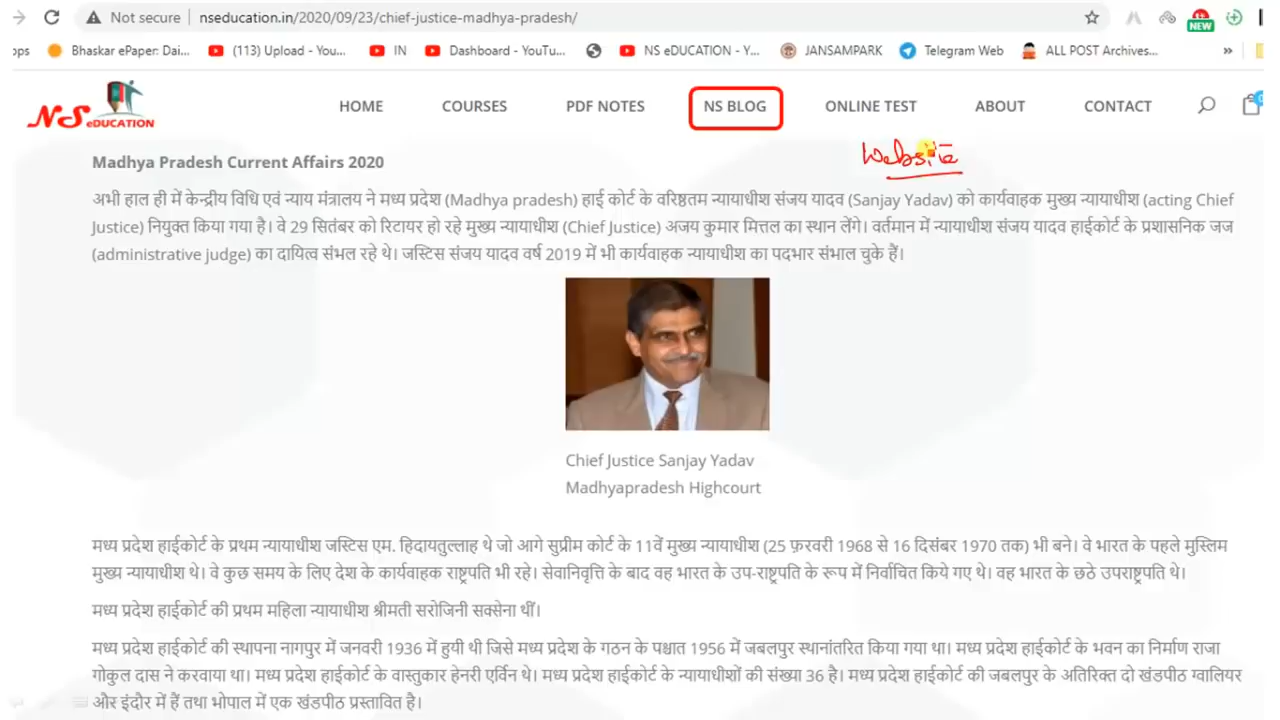 Not secure nseducation.in/2020/09/23/chief-justice-madhya-pradesh/ NEW
Bhaskar ePaper: Dai... (113) Upload - You... IN Dashboard - YouTu... NS eDUCATION - Y... JANSAMPARK Telegram Web ALL POST Archives... »
NS eDUCATION HOME COURSES PDF NOTES NS BLOG ONLINE TEST ABOUT CONTACT
Website
Madhya Pradesh Current Affairs 2020
अभी हाल ही में केन्द्रीय विधि एवं न्याय मंत्रालय ने मध्य प्रदेश (Madhya pradesh) हाई कोर्ट के वरिष्ठतम न्यायाधीश संजय यादव (Sanjay Yadav) को कार्यवाहक मुख्य न्यायाधीश (acting Chief
Justice) नियुक्त किया गया है। वे 29 सितंबर को रिटायर हो रहे मुख्य न्यायाधीश (Chief Justice) अजय कुमार मित्तल का स्थान लेंगे। वर्तमान में न्यायाधीश संजय यादव हाईकोर्ट के प्रशासनिक जज
(administrative judge) का दायित्व संभल रहे थे। जस्टिस संजय यादव वर्ष 2019 में भी कार्यवाहक न्यायाधीश का पदभार संभाल चुके हैं।
Chief Justice Sanjay Yadav
Madhyapradesh Highcourt
मध्य प्रदेश हाईकोर्ट के प्रथम न्यायाधीश जस्टिस एम. हिदायतुल्लाह थे जो आगे सुप्रीम कोर्ट के 11वें मुख्य न्यायाधीश (25 फ़रवरी 1968 से 16 दिसंबर 1970 तक) भी बने। वे भारत के पहले मुस्लिम
मुख्य न्यायाधीश थे। वे कुछ समय के लिए देश के कार्यवाहक राष्ट्रपति भी रहे। सेवानिवृत्ति के बाद वह भारत के उप-राष्ट्रपति के रूप में निर्वाचित किये गए थे। वह भारत के छठे उपराष्ट्रपति थे।
मध्य प्रदेश हाईकोर्ट की प्रथम महिला न्यायाधीश श्रीमती सरोजिनी सक्सेना थीं।
मध्य प्रदेश हाईकोर्ट की स्थापना नागपुर में जनवरी 1936 में हुयी थी जिसे मध्य प्रदेश के गठन के पश्चात 1956 में जबलपुर स्थानांतरित किया गया था। मध्य प्रदेश हाईकोर्ट के भवन का निर्माण राजा
गोकुल दास ने करवाया था। मध्य प्रदेश हाईकोर्ट के वास्तुकार हेनरी एर्विन थे। मध्य प्रदेश हाईकोर्ट के न्यायाधीशों की संख्या 36 है। मध्य प्रदेश हाईकोर्ट की जबलपुर के अतिरिक्त दो खंडपीठ ग्वालियर
और इंदौर में हैं तथा भोपाल में एक खंडपीठ प्रस्तावित है।